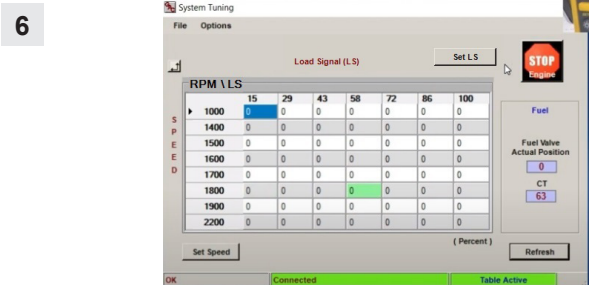 6
System Tuning
File Options
Load Signal (LS)
Set LS
STOP
Engine
RPM \ LS
15 29 43 58 72 86 100
1000 0 0 0 0 0 0 0
1400 0 0 0 0 0 0 0
1500 0 0 0 0 0 0 0
1600 0 0 0 0 0 0 0
1700 0 0 0 0 0 0 0
1800 0 0 0 0 0 0 0
1900 0 0 0 0 0 0 0
2200 0 0 0 0 0 0 0
SPEED
Fuel
Fuel Valve
Actual Position
0
CT
63
( Percent )
Set Speed
Refresh
OK Connected Table Active